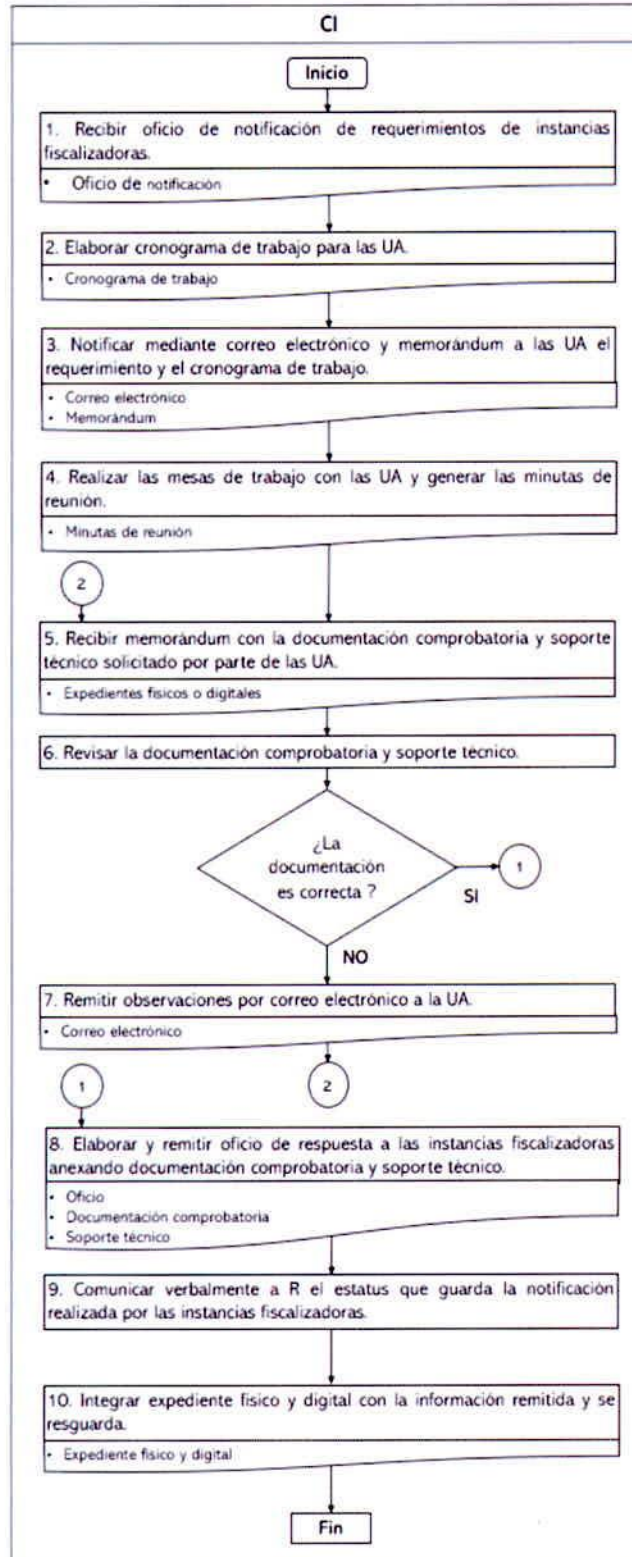 CI
Inicio
1. Recibir oficio de notificación de requerimientos de instancias
fiscalizadoras.
• Oficio de notificación
2. Elaborar cronograma de trabajo para las UA.
• Cronograma de trabajo
3. Notificar mediante correo electrónico y memorándum a las UA el
requerimiento y el cronograma de trabajo.
• Correo electrónico
• Memorándum
4. Realizar las mesas de trabajo con las UA y generar las minutas de
reunión.
• Minutas de reunión
2
5. Recibir memorándum con la documentación comprobatoria y soporte
técnico solicitado por parte de las UA.
• Expedientes físicos o digitales
6. Revisar la documentación comprobatoria y soporte técnico.
¿La
documentación
es correcta ?
1
SI
NO
7. Remitir observaciones por correo electrónico a la UA.
• Correo electrónico
1
2
8. Elaborar y remitir oficio de respuesta a las instancias fiscalizadoras
anexando documentación comprobatoria y soporte técnico.
• Oficio
• Documentación comprobatoria
• Soporte técnico
9. Comunicar verbalmente a R el estatus que guarda la notificación
realizada por las instancias fiscalizadoras.
10. Integrar expediente físico y digital con la información remitida y se
resguarda.
• Expediente físico y digital
Fin